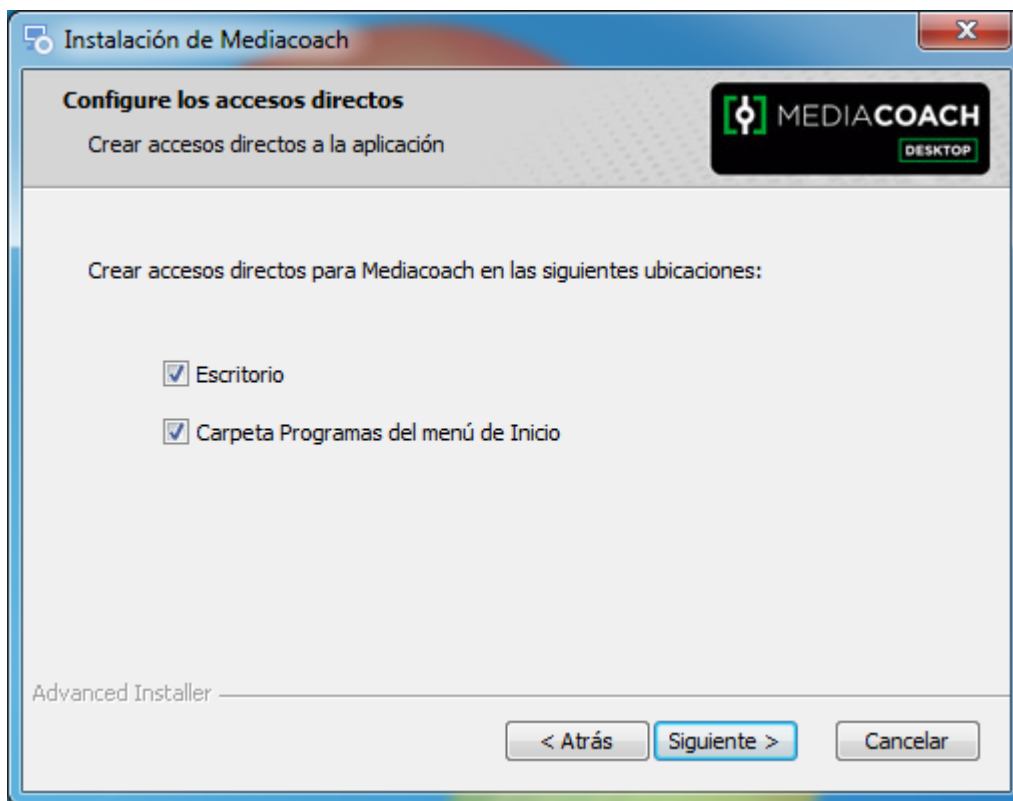 Instalación de Mediacoach
Configure los accesos directos
Crear accesos directos a la aplicación
MEDIACOACH
DESKTOP
Crear accesos directos para Mediacoach en las siguientes ubicaciones:
Escritorio
Carpeta Programas del menú de Inicio
Advanced Installer
< Atrás Siguiente > Cancelar